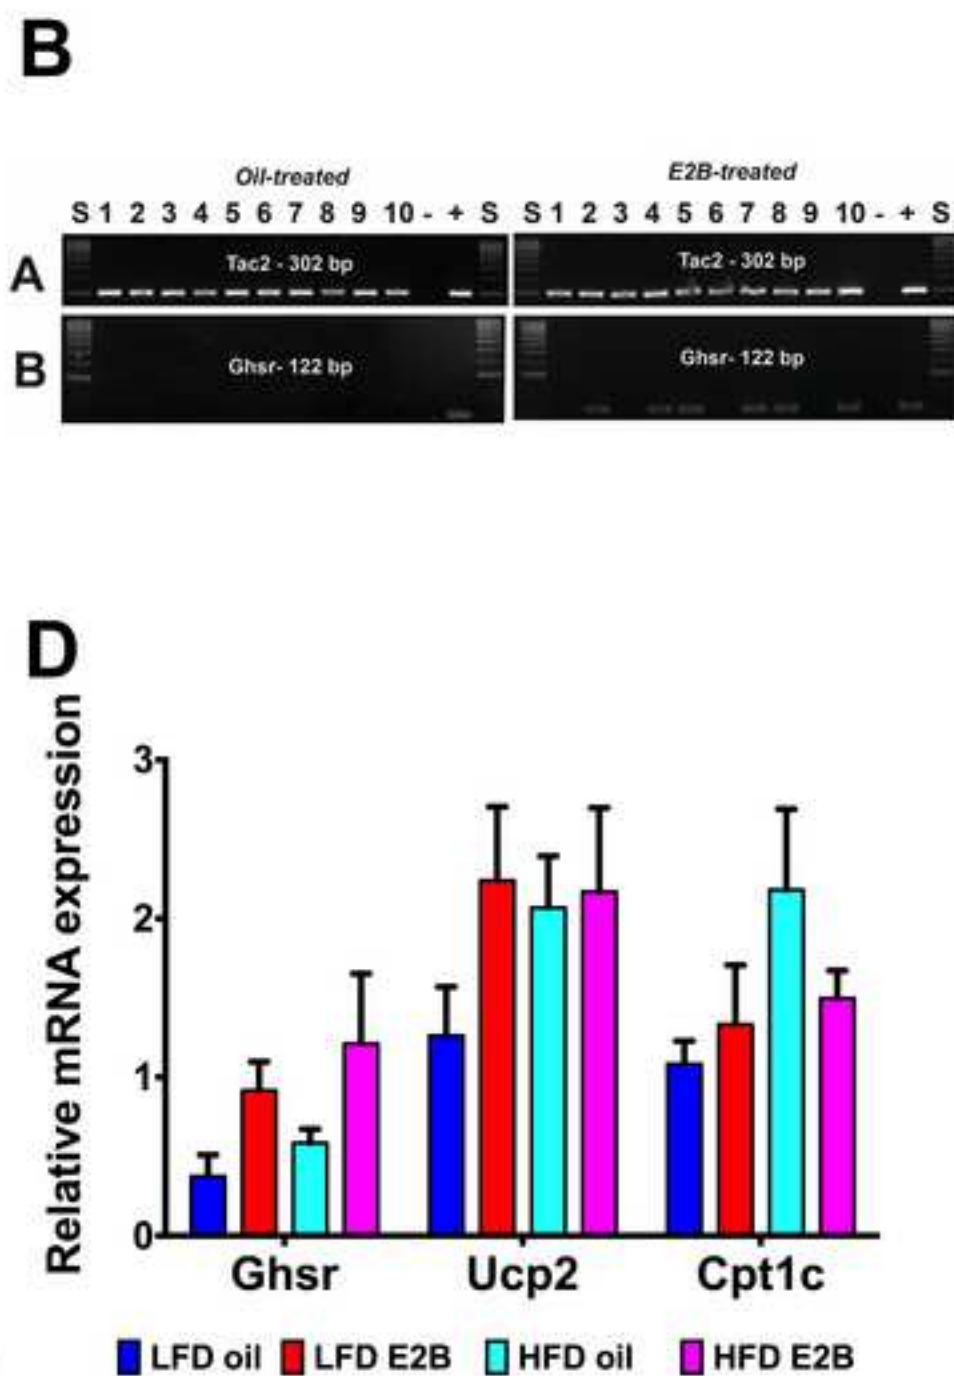 B
Oil-treated
E2B-treated
S 1 2 3 4 5 6 7 8 9 10 - + S
S 1 2 3 4 5 6 7 8 9 10 - + S
A
Tac2 - 302 bp
Tac2 - 302 bp
B
Ghsr- 122 bp
Ghsr- 122 bp
D
Relative mRNA expression
3
2
1
0
Ghsr Ucp2 Cpt1c
LFD oil LFD E2B HFD oil HFD E2B